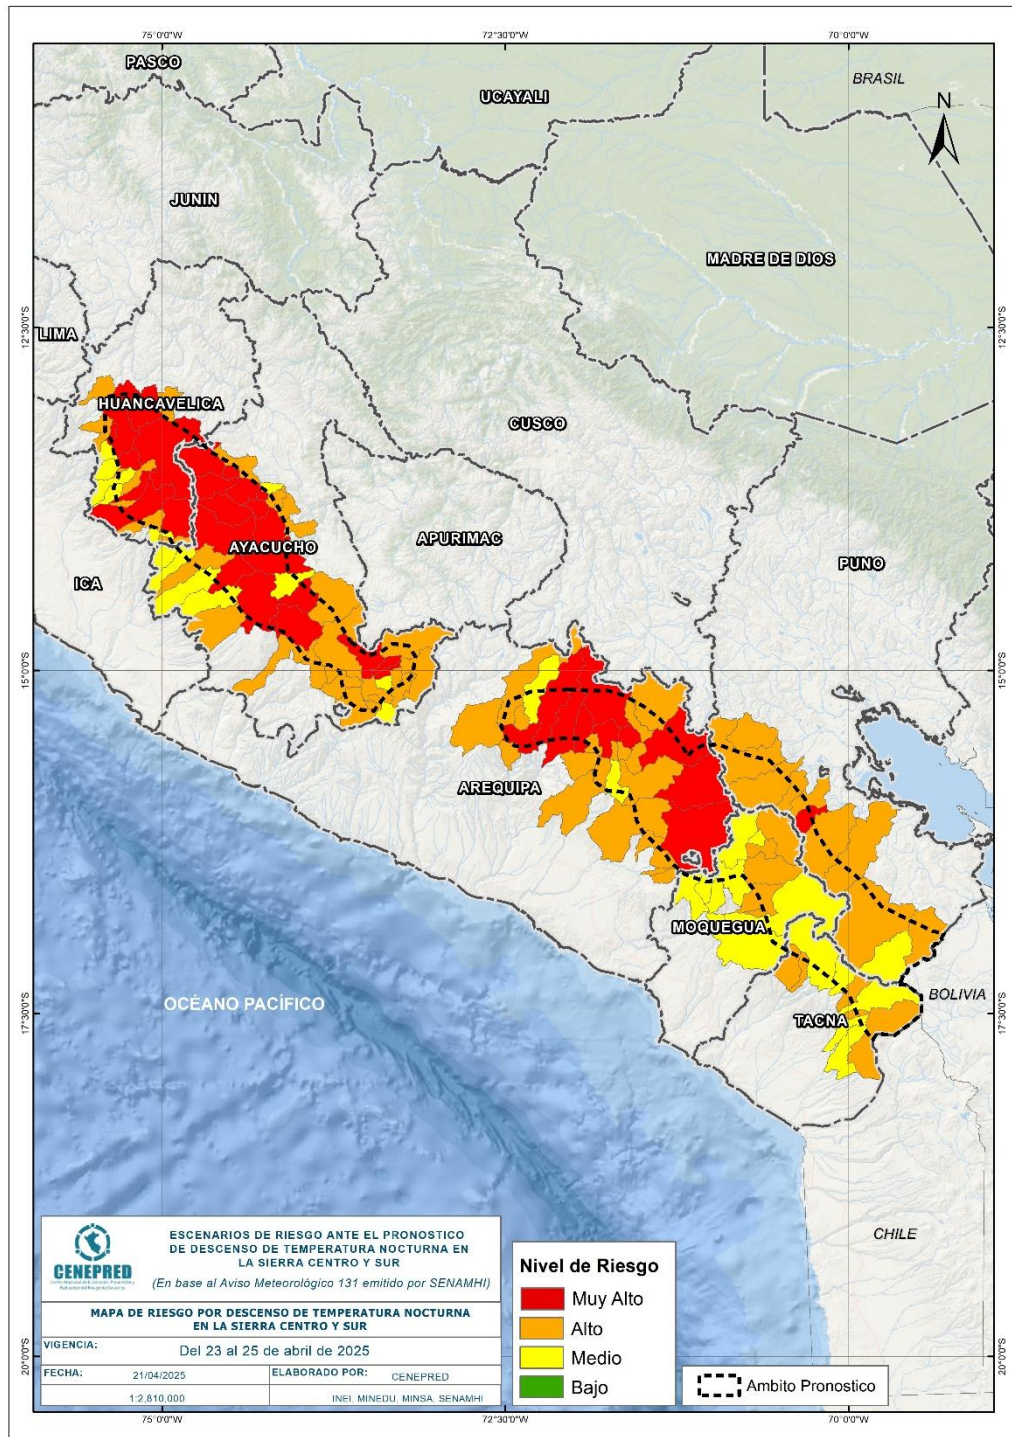 75°0'0"W
72°30'0"W
70°0'0"W
PASCO
UCAYALI
BRASIL
N
JUNIN
MADRE DE DIOS
LIMA
12°30'0"S
12°30'0"S
HUANCAVELICA
CUSCO
AYACUCHO
APURIMAC
PUNO
ICA
15°0'0"S
15°0'0"S
AREQUIPA
MOQUEGUA
BOLIVIA
OCÉANO PACÍFICO
TACNA
17°30'0"S
17°30'0"S
CHILE
CENEPRED
ESCENARIOS DE RIESGO ANTE EL PRONOSTICO
DE DESCENSO DE TEMPERATURA NOCTURNA EN
LA SIERRA CENTRO Y SUR
(En base al Aviso Meteorológico 131 emitido por SENAMHI)
MAPA DE RIESGO POR DESCENSO DE TEMPERATURA NOCTURNA
EN LA SIERRA CENTRO Y SUR
VIGENCIA:
Del 23 al 25 de abril de 2025
FECHA:
21/04/2025
ELABORADO POR:
CENEPRED
1:2,810,000
INEI, MINEDU, MINSA, SENAMHI
Nivel de Riesgo
Muy Alto
Alto
Medio
Bajo
Ambito Pronostico
20°0'0"S
20°0'0"S
75°0'0"W
72°30'0"W
70°0'0"W